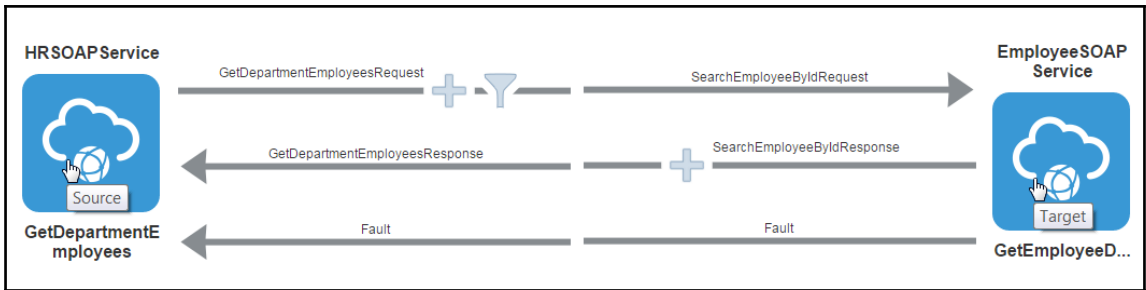 HRSOAPService
GetDepartmentEmployeesRequest
SearchEmployeeByIdRequest
EmployeeSOAP
Service
GetDepartmentEmployeesResponse
SearchEmployeeByIdResponse
Source
Target
GetDepartmentE
mployees
Fault
Fault
GetEmployeeD...